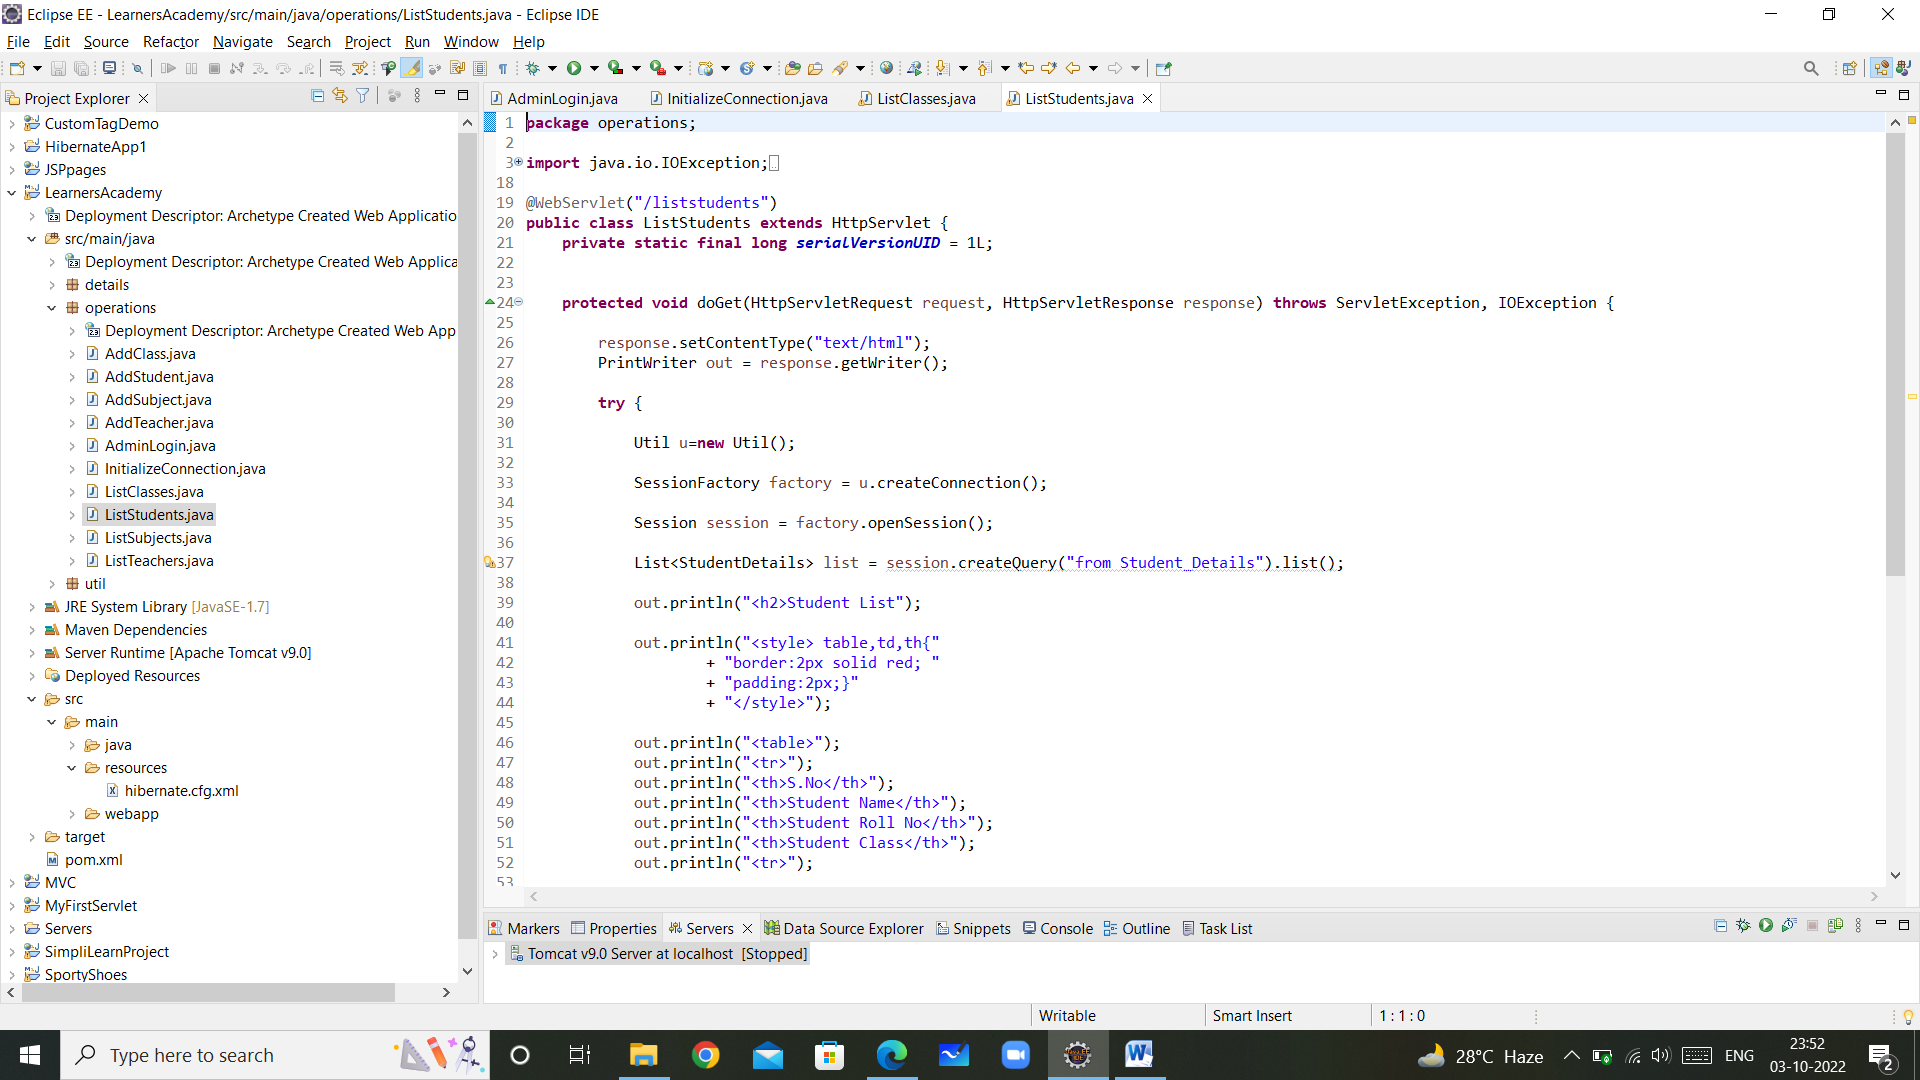 Eclipse EE - LearnersAcademy/src/main/java/operations/ListStudents.java - Eclipse IDE
File Edit Source Refactor Navigate Search Project Run Window Help
Project Explorer
CustomTagDemo
HibernateApp1
JSPpages
LearnersAcademy
Deployment Descriptor: Archetype Created Web Applicatio
src/main/java
Deployment Descriptor: Archetype Created Web Applica
details
operations
Deployment Descriptor: Archetype Created Web App
AddClass.java
AddStudent.java
AddSubject.java
AddTeacher.java
AdminLogin.java
InitializeConnection.java
ListClasses.java
ListStudents.java
ListSubjects.java
ListTeachers.java
util
JRE System Library [JavaSE-1.7]
Maven Dependencies
Server Runtime [Apache Tomcat v9.0]
Deployed Resources
src
main
java
resources
hibernate.cfg.xml
webapp
target
pom.xml
MVC
MyFirstServlet
Servers
SimpliLearnProject
SportyShoes
AdminLogin.java InitializeConnection.java ListClasses.java ListStudents.java
1 package operations;
2
3 import java.io.IOException;
18
19 @WebServlet("/liststudents")
20 public class ListStudents extends HttpServlet {
21 private static final long serialVersionUID = 1L;
22
23
24 protected void doGet(HttpServletRequest request, HttpServletResponse response) throws ServletException, IOException {
25
26 response.setContentType("text/html");
27 PrintWriter out = response.getWriter();
28
29 try {
30
31 Util u=new Util();
32
33 SessionFactory factory = u.createConnection();
34
35 Session session = factory.openSession();
36
37 List<StudentDetails> list = session.createQuery("from Student_Details").list();
38
39 out.println("<h2>Student List");
40
41 out.println("<style> table,td,th{"
42 + "border:2px solid red; "
43 + "padding:2px;}"
44 + "</style>");
45
46 out.println("<table>");
47 out.println("<tr>");
48 out.println("<th>S.No</th>");
49 out.println("<th>Student Name</th>");
50 out.println("<th>Student Roll No</th>");
51 out.println("<th>Student Class</th>");
52 out.println("<tr>");
53
Markers Properties Servers Data Source Explorer Snippets Console Outline Task List
Tomcat v9.0 Server at localhost [Stopped]
Writable Smart Insert 1 : 1 : 0
Type here to search
28°C Haze ENG
23:52
03-10-2022
2